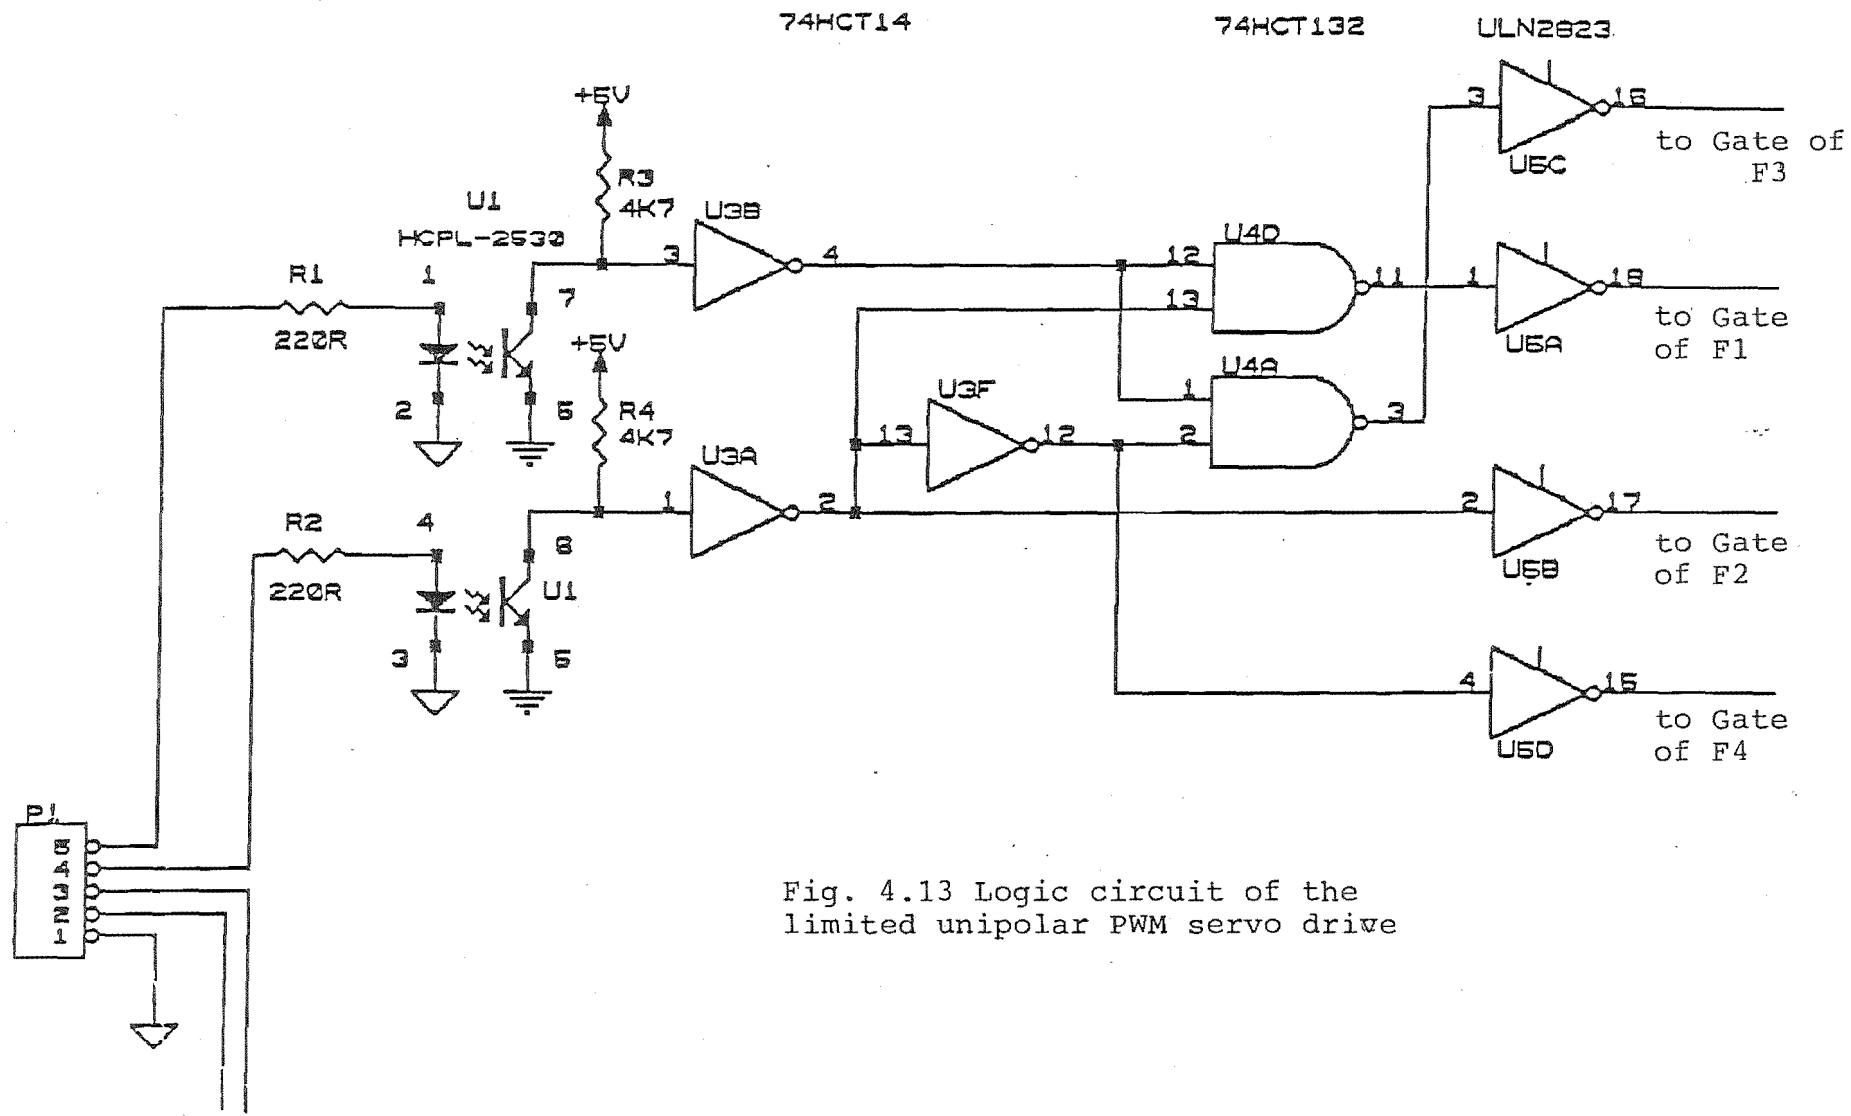 74HCT14
74HCT132
ULN2823
+5V
R3
4K7
U1
HCPL-2530
R1
220R
1
2
7
5
3
U3B
4
12
13
U4D
11
3
U5C
16
to Gate of
F3
1
U5A
18
to Gate
of F1
+5V
R4
4K7
U3A
1
2
13
U3F
12
1
2
U4A
3
2
U5B
17
to Gate
of F2
R2
220R
4
3
8
U1
5
4
U5D
15
to Gate
of F4
P1
5
4
3
2
1
Fig. 4.13 Logic circuit of the
limited unipolar PWM servo drive